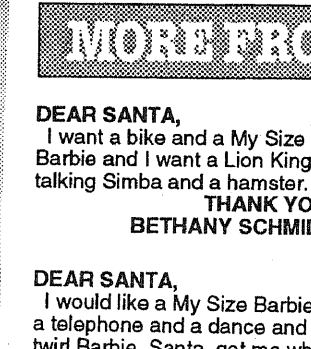 MORE FRO
DEAR SANTA,
I want a bike and a My Size
Barbie and I want a Lion King
talking Simba and a hamster.
THANK YO
BETHANY SCHMI
DEAR SANTA,
I would like a My Size Barbie
a telephone and a dance and
twirl Barbie. Santa, get me